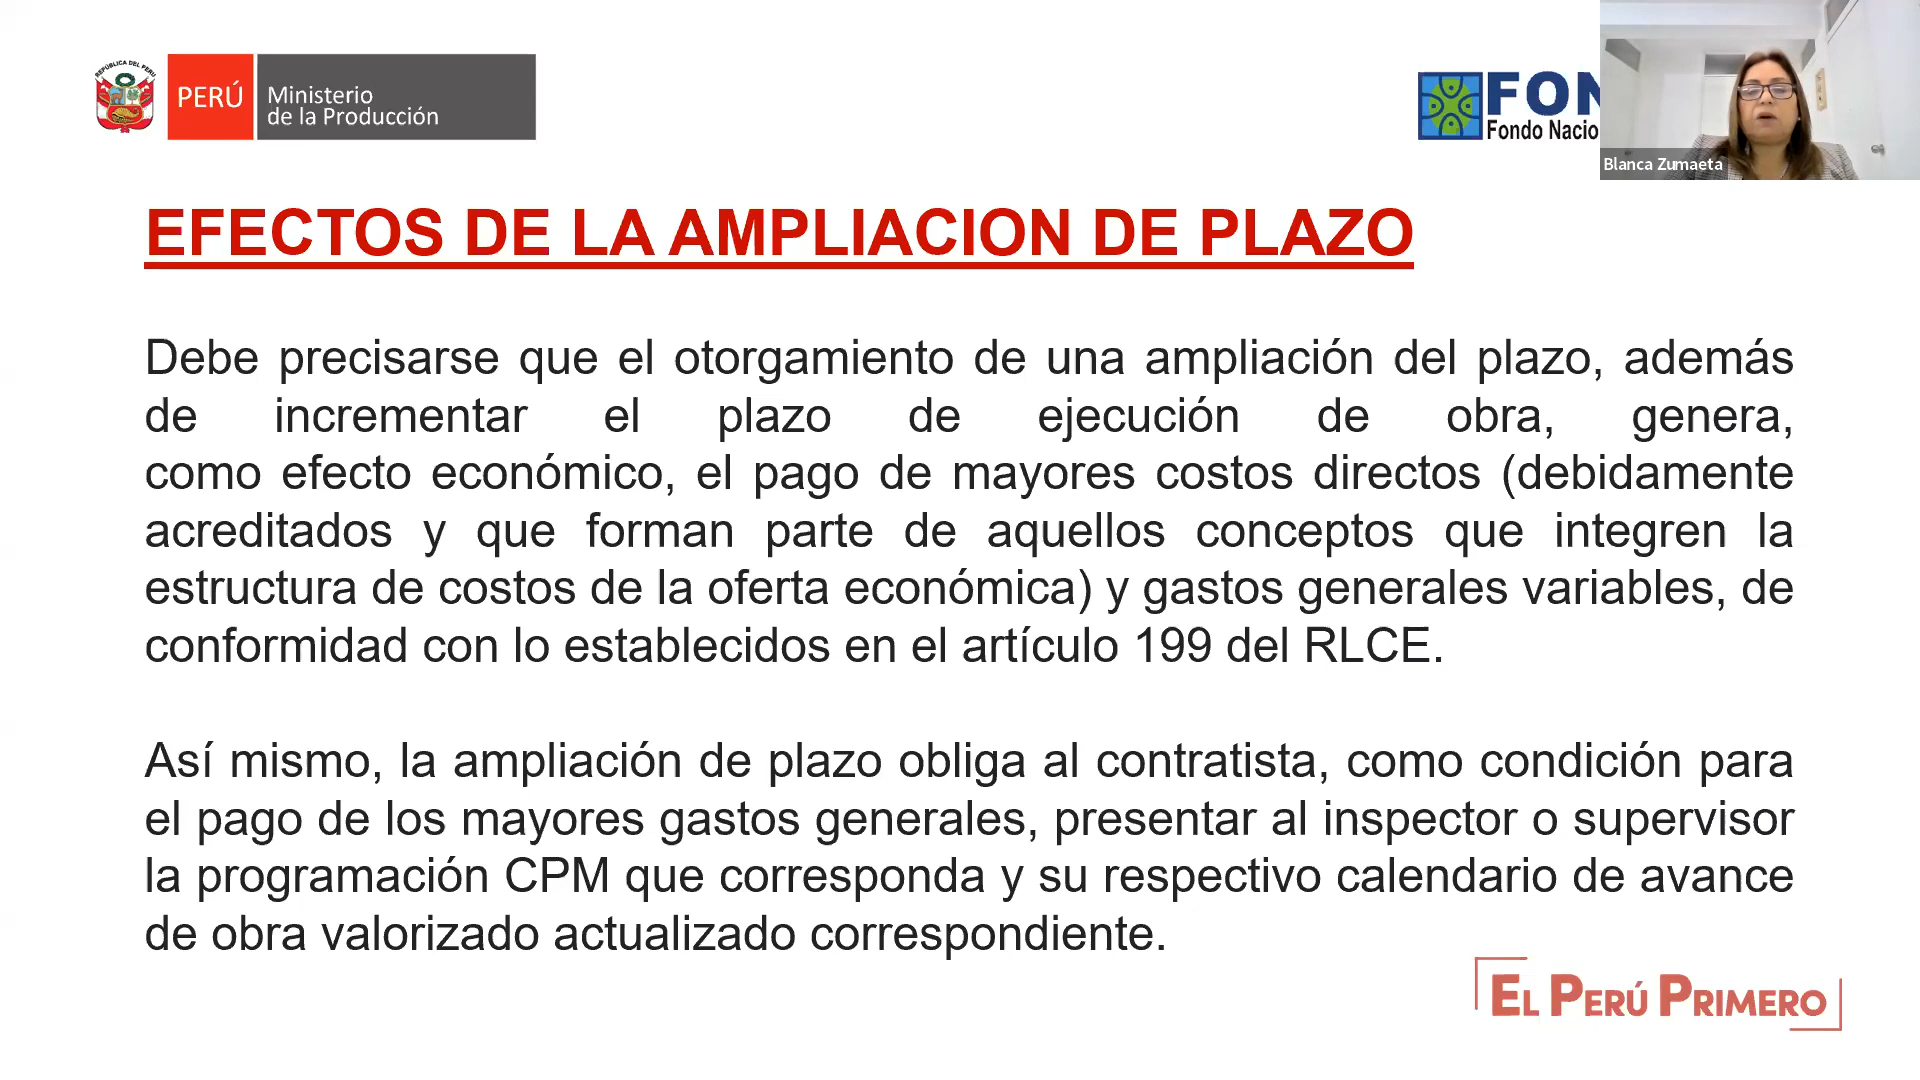 REPÚBLICA DEL PERÚ
PERÚ
Ministerio
de la Producción
FON
Fondo Nacio
Blanca Zumaeta
EFECTOS DE LA AMPLIACION DE PLAZO
Debe precisarse que el otorgamiento de una ampliación del plazo, además
de incrementar el plazo de ejecución de obra, genera,
como efecto económico, el pago de mayores costos directos (debidamente
acreditados y que forman parte de aquellos conceptos que integren la
estructura de costos de la oferta económica) y gastos generales variables, de
conformidad con lo establecidos en el artículo 199 del RLCE.
Así mismo, la ampliación de plazo obliga al contratista, como condición para
el pago de los mayores gastos generales, presentar al inspector o supervisor
la programación CPM que corresponda y su respectivo calendario de avance
de obra valorizado actualizado correspondiente.
EL PERÚ PRIMERO